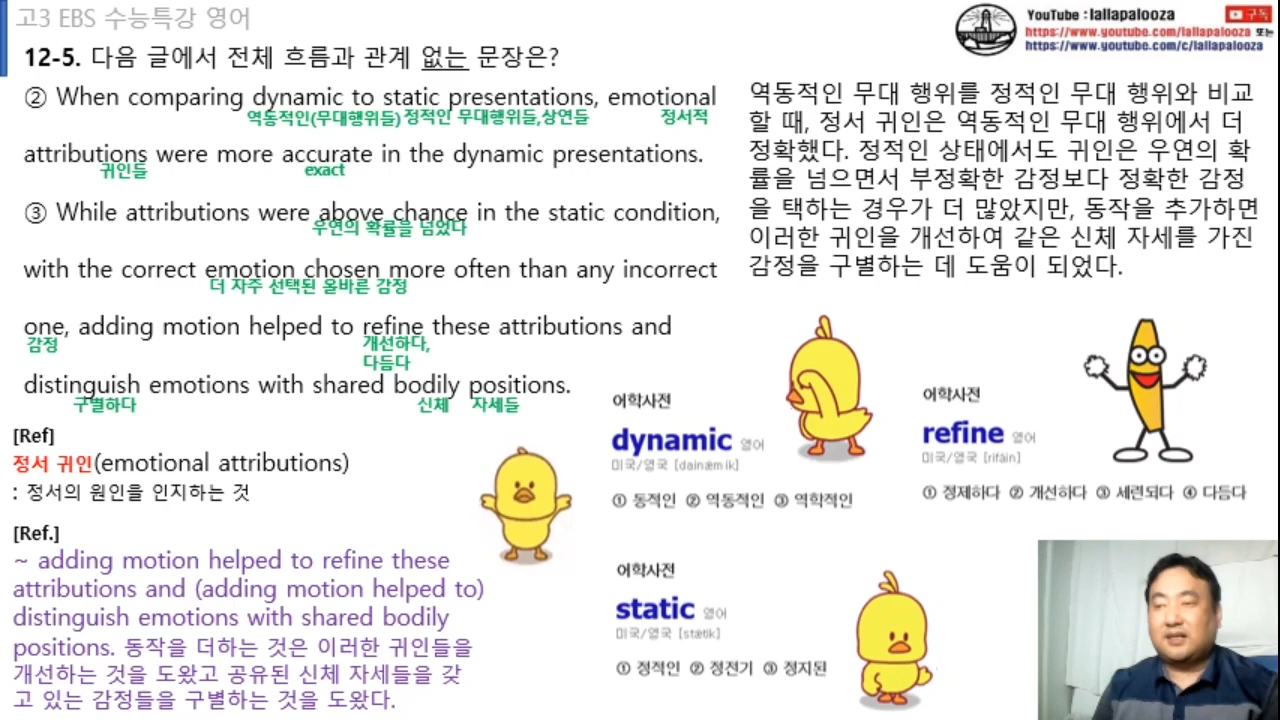 고3 EBS 수능특강 영어
YouTube : lallapalooza
구독
https://www.youtube.com/lallapalooza 또는
https://www.youtube.com/c/lallapalooza
12-5. 다음 글에서 전체 흐름과 관계 없는 문장은?
② When comparing dynamic to static presentations, emotional
역동적인(무대행위들) 정적인 무대행위들,상연들 정서적
attributions were more accurate in the dynamic presentations.
귀인들 exact
③ While attributions were above chance in the static condition,
우연의 확률을 넘었다
with the correct emotion chosen more often than any incorrect
더 자주 선택된 올바른 감정
one, adding motion helped to refine these attributions and
감정 개선하다,
다듬다
distinguish emotions with shared bodily positions.
구별하다 신체 자세들
역동적인 무대 행위를 정적인 무대 행위와 비교
할 때, 정서 귀인은 역동적인 무대 행위에서 더
정확했다. 정적인 상태에서도 귀인은 우연의 확
률을 넘으면서 부정확한 감정보다 정확한 감정
을 택하는 경우가 더 많았지만, 동작을 추가하면
이러한 귀인을 개선하여 같은 신체 자세를 가진
감정을 구별하는 데 도움이 되었다.
[Ref]
정서 귀인(emotional attributions)
: 정서의 원인을 인지하는 것
[Ref.]
~ adding motion helped to refine these
attributions and (adding motion helped to)
distinguish emotions with shared bodily
positions. 동작을 더하는 것은 이러한 귀인들을
개선하는 것을 도왔고 공유된 신체 자세들을 갖
고 있는 감정들을 구별하는 것을 도왔다.
어학사전
dynamic 영어
미국/영국 [dainæmik]
① 동적인 ② 역동적인 ③ 역학적인
어학사전
refine 영어
미국/영국 [rifáin]
① 정제하다 ② 개선하다 ③ 세련되다 ④ 다듬다
어학사전
static 영어
미국/영국 [stætik]
① 정적인 ② 정전기 ③ 정지된